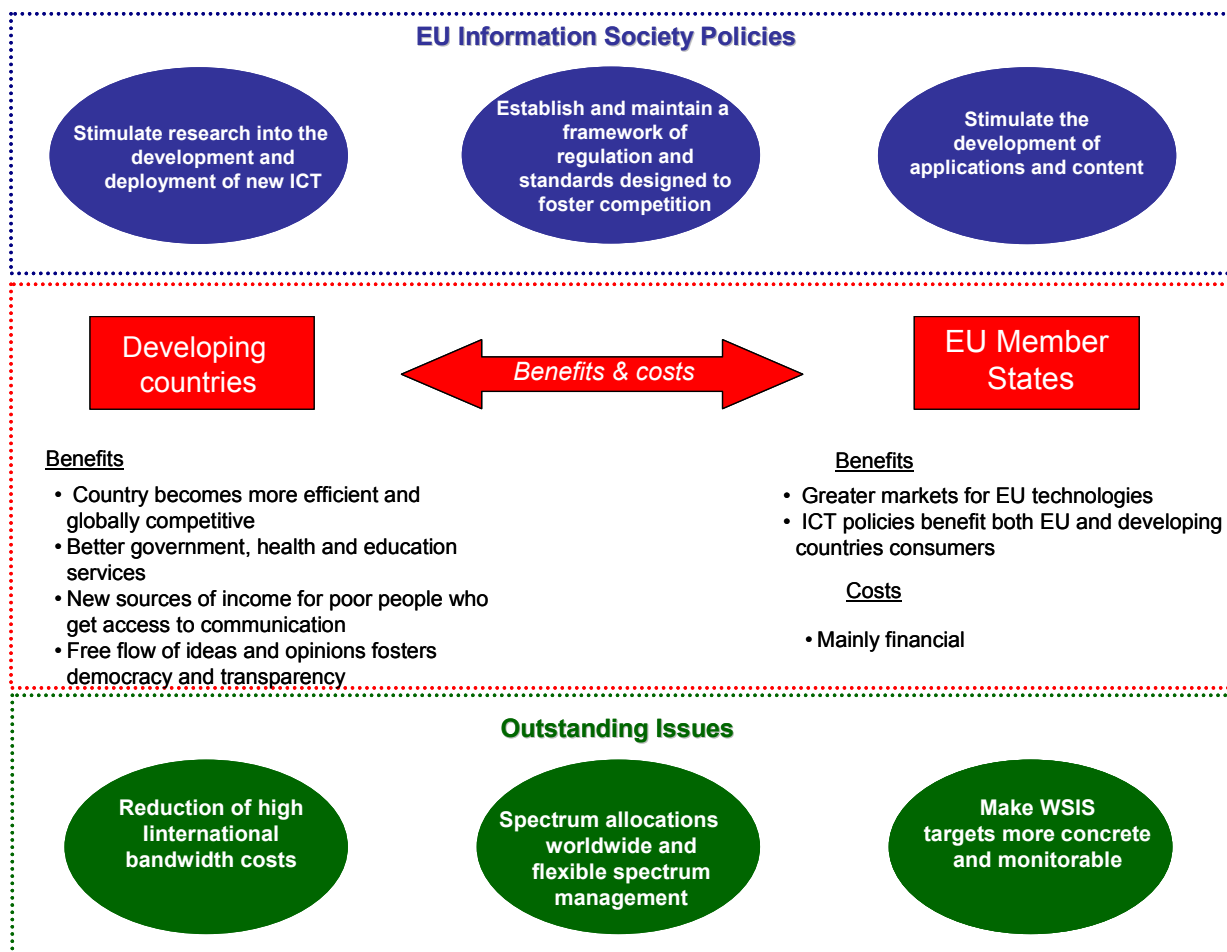 EU Information Society Policies
Stimulate research into the
development and
deployment of new ICT
Establish and maintain a
framework of
regulation and
standards designed to
foster competition
Stimulate the
development of
applications and content
Developing
countries
Benefits & costs
EU Member
States
Benefits
• Country becomes more efficient and
globally competitive
• Better government, health and education
services
• New sources of income for poor people who
get access to communication
• Free flow of ideas and opinions fosters
democracy and transparency
Benefits
• Greater markets for EU technologies
• ICT policies benefit both EU and developing
countries consumers
Costs
• Mainly financial
Outstanding Issues
Reduction of high
Iinternational
bandwidth costs
Spectrum allocations
worldwide and
flexible spectrum
management
Make WSIS
targets more concrete
and monitorable